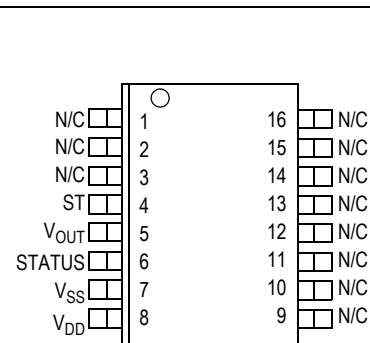 N/C 1 16 N/C
N/C 2 15 N/C
N/C 3 14 N/C
ST 4 13 N/C
VOUT 5 12 N/C
STATUS 6 11 N/C
VSS 7 10 N/C
VDD 8 9 N/C